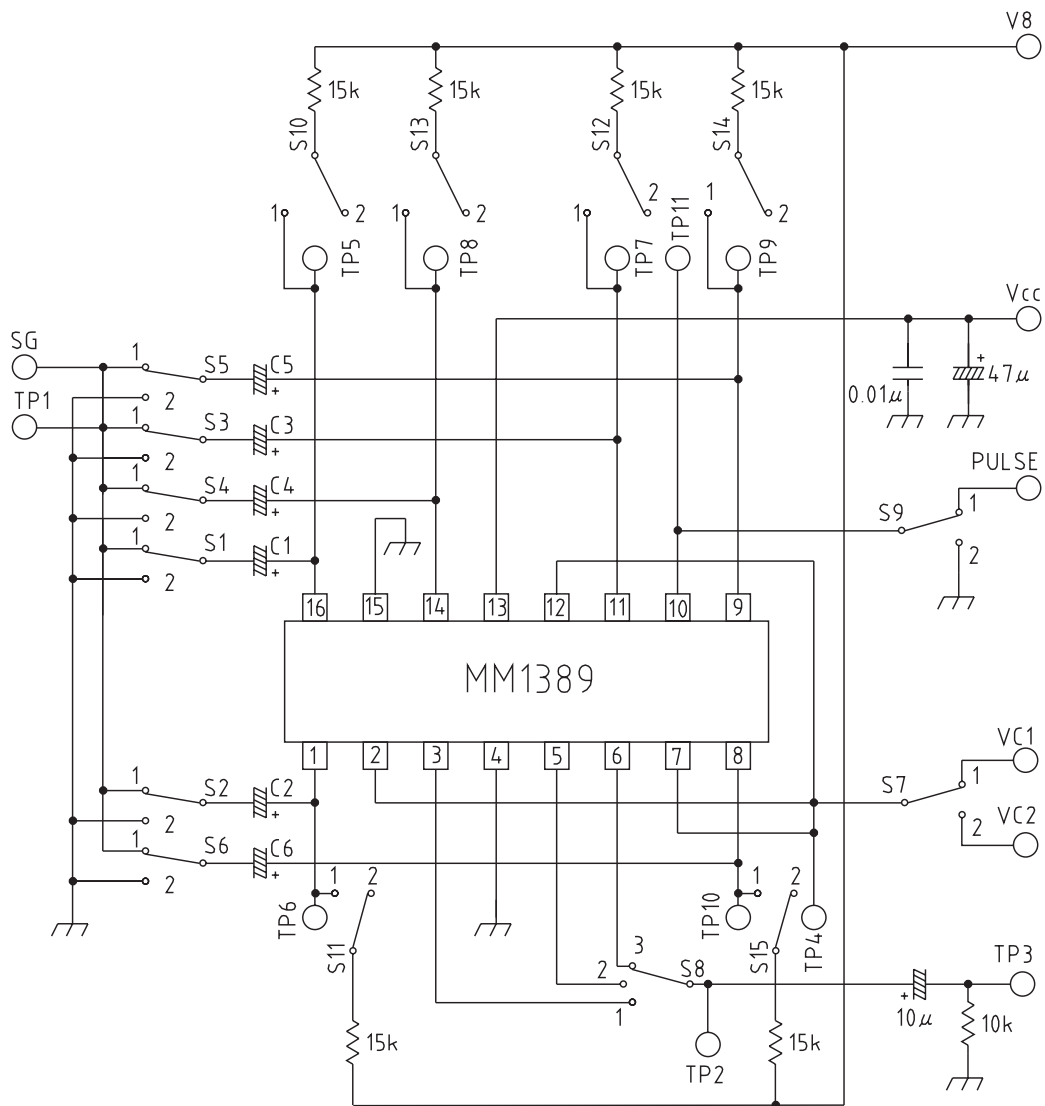 V8
15k
15k
15k
15k
S10
S13
S12
S14
1
2
1
2
1
2
1
2
TP5
TP8
TP7
TP11
TP9
Vcc
0.01μ
+
47μ
SG
TP1
1
S5
C5
+
2
1
S3
C3
+
2
1
S4
C4
+
2
1
S1
C1
+
2
PULSE
S9
1
2
16
15
14
13
12
11
10
9
MM1389
1
2
3
4
5
6
7
8
1
S2
C2
+
2
1
S6
C6
+
2
VC1
S7
1
2
VC2
1
2
TP6
S11
1
2
TP10
S15
TP4
3
2
1
S8
TP2
+
10μ
TP3
10k
15k
15k